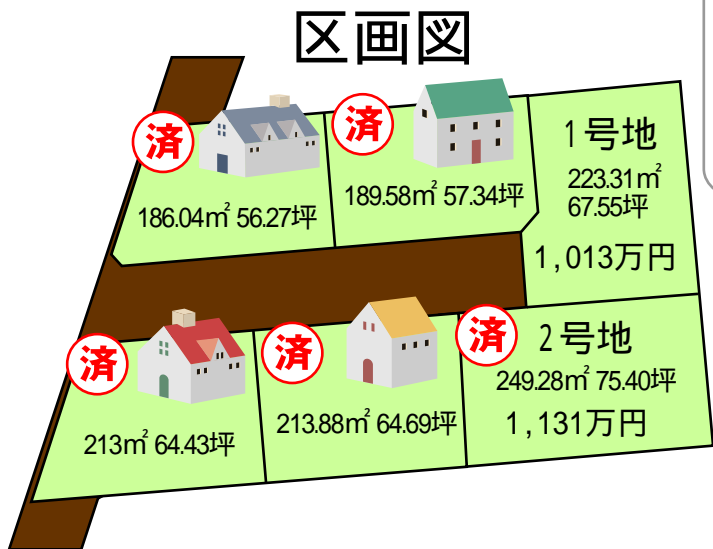 区画図
済
186.04㎡ 56.27坪
済
189.58㎡ 57.34坪
1号地
223.31㎡
67.55坪
1,013万円
済
213㎡ 64.43坪
済
213.88㎡ 64.69坪
済
2号地
249.28㎡ 75.40坪
1,131万円